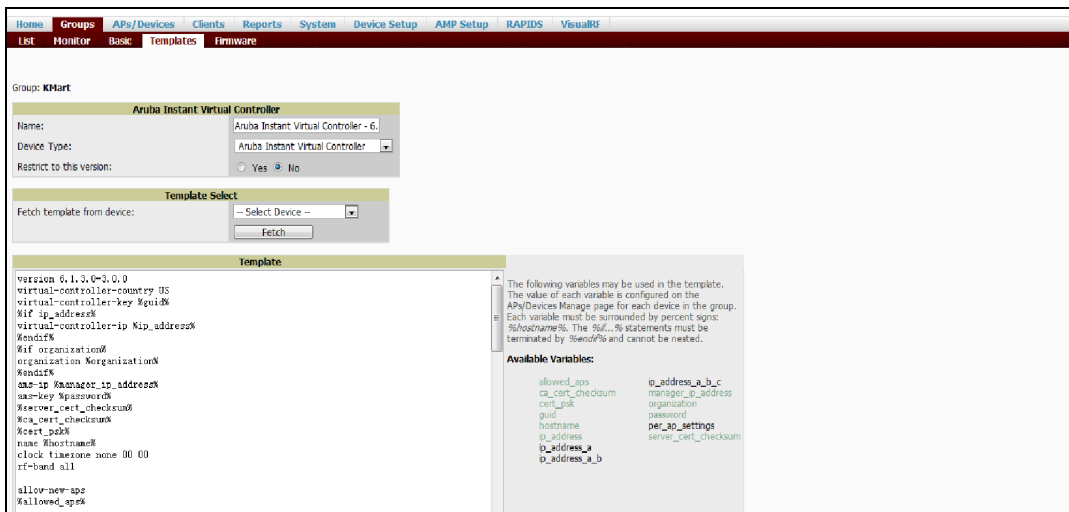 Home Groups APs/Devices Clients Reports System Device Setup AMP Setup RAPIDS VisualRF
List Monitor Basic Templates Firmware
Group: KMart
Aruba Instant Virtual Controller
Name: Aruba Instant Virtual Controller - 6.
Device Type: Aruba Instant Virtual Controller
Restrict to this version: Yes No
Template Select
Fetch template from device: -- Select Device --
Fetch
Template
version 6.1.3.0-3.0.0
virtual-controller-country US
virtual-controller-key %guid%
%if ip_address%
virtual-controller-ip %ip_address%
%endif%
%if organization%
organization %organization%
%endif%
ams-ip %manager_ip_address%
ams-key %password%
%server_cert_checksum%
%ca_cert_checksum%
%cert_psk%
name %hostname%
clock timezone none 00 00
rf-band all
allow-new-aps
%allowed_aps%
The following variables may be used in the template.
The value of each variable is configured on the
APs/Devices Manage page for each device in the group.
Each variable must be surrounded by percent signs:
%hostname%. The %if...% statements must be
terminated by %endif% and cannot be nested.
Available Variables:
allowed_aps
ca_cert_checksum
cert_psk
guid
hostname
ip_address
ip_address_a
ip_address_a_b
ip_address_a_b_c
manager_ip_address
organization
password
per_ap_settings
server_cert_checksum